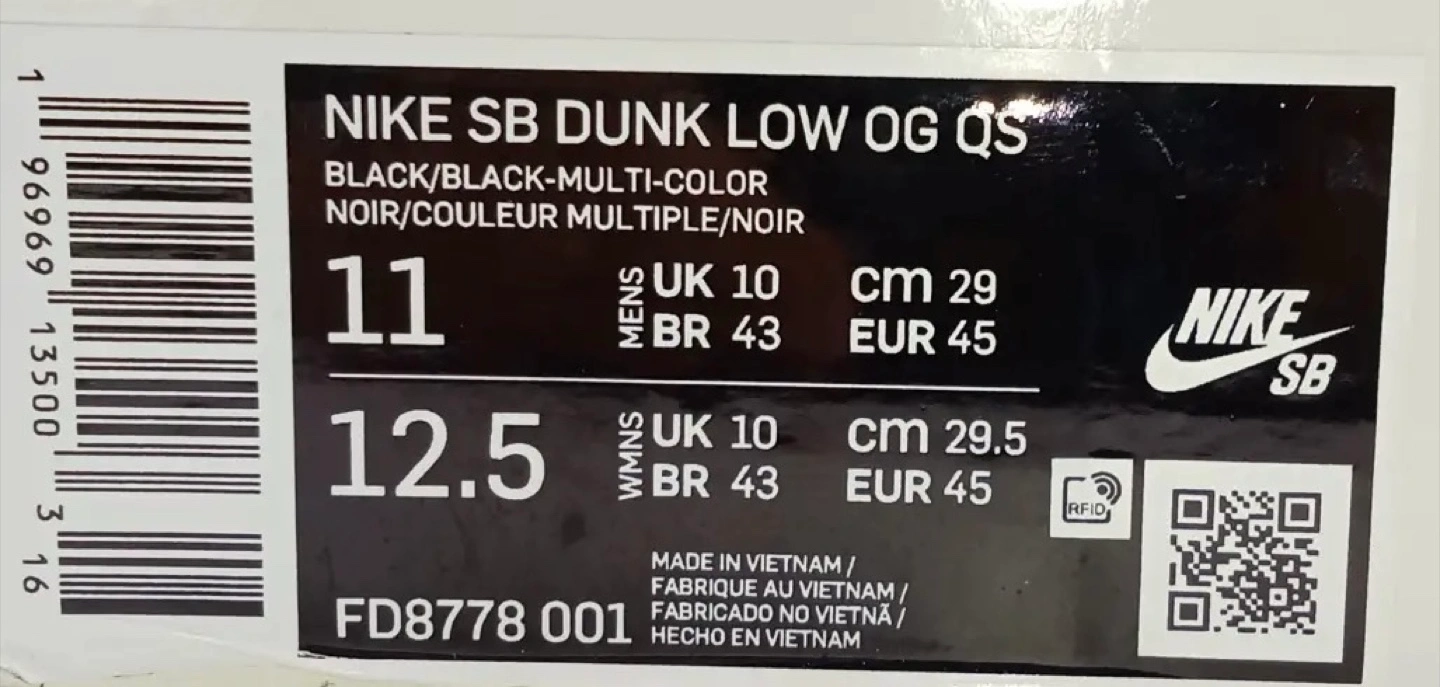 1 96969 13500 3 16
NIKE SB DUNK LOW OG QS
BLACK/BLACK-MULTI-COLOR
NOIR/COULEUR MULTIPLE/NOIR
11 MENS UK 10 cm 29
BR 43 EUR 45
12.5 WMNS UK 10 cm 29.5
BR 43 EUR 45
NIKE
SB
RFID
FD8778 001
MADE IN VIETNAM /
FABRIQUE AU VIETNAM /
FABRICADO NO VIETNÃ /
HECHO EN VIETNAM